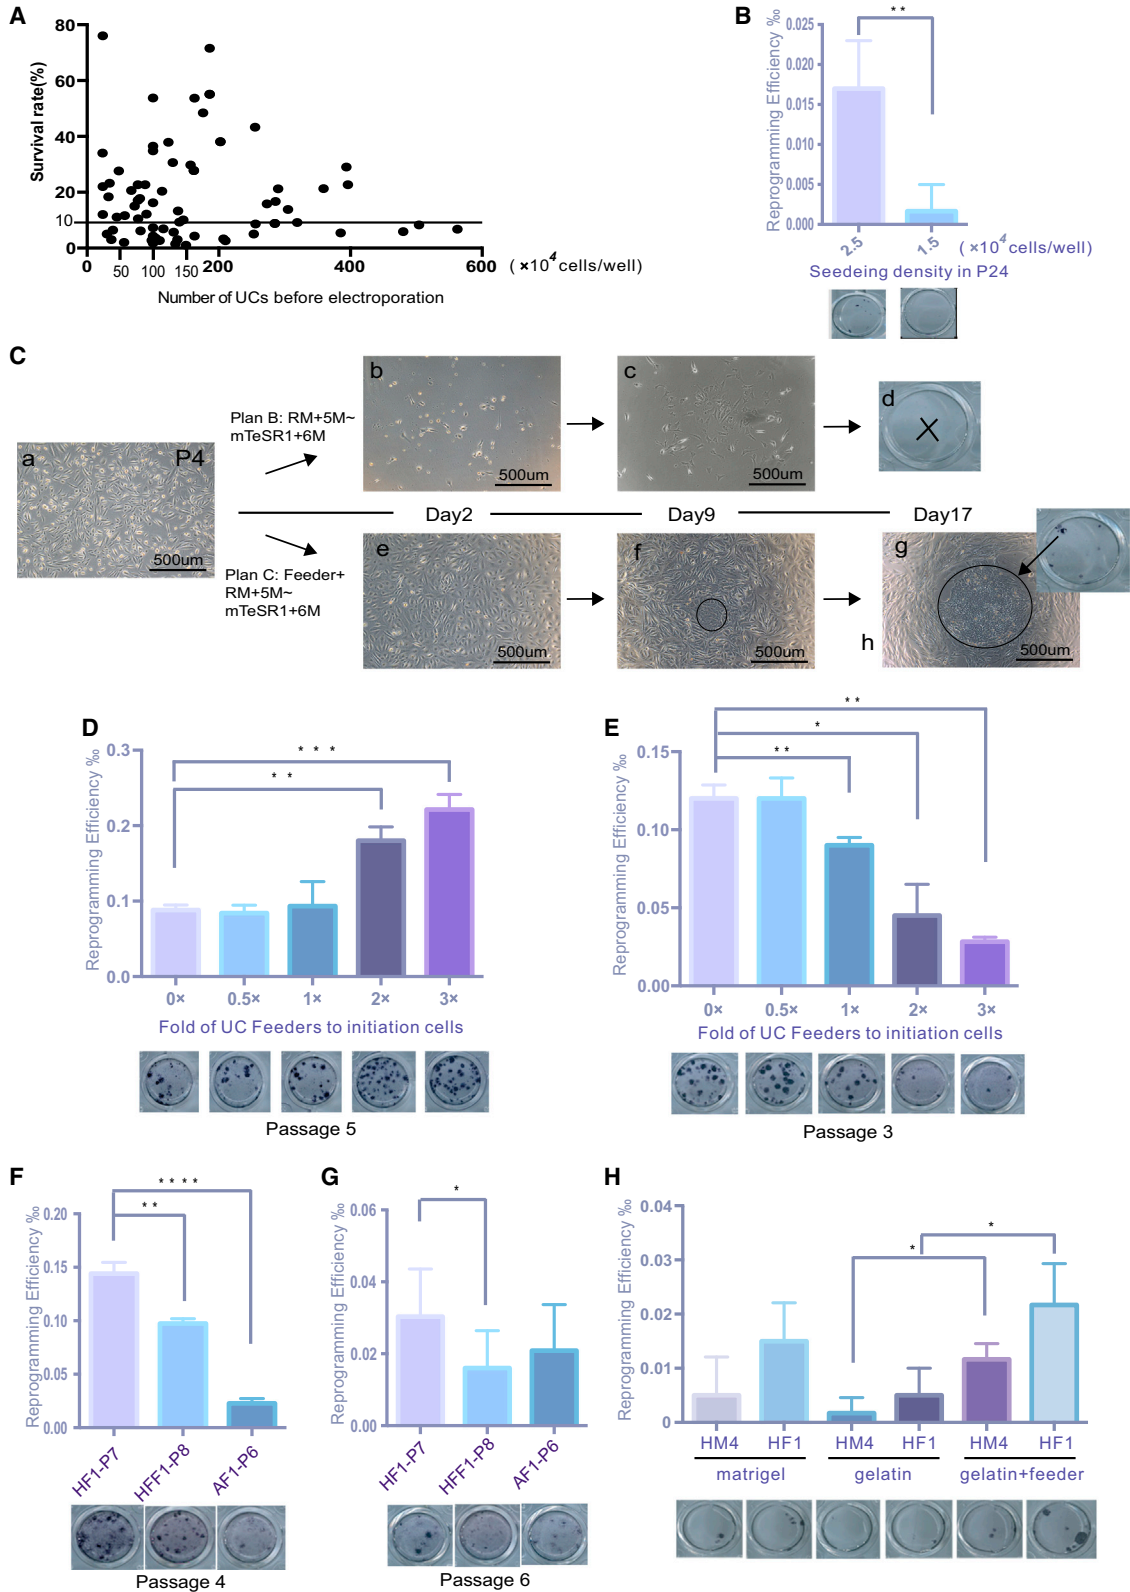 A
80
60
40
20
10
0
Survival rate(%)
0
50
100
150
200
400
600
(×10⁴ cells/well)
Number of UCs before electroporation
B
Reprogramming Efficiency ‰
0.025
0.020
0.015
0.010
0.005
0.000
**
2.5
1.5
(×10⁴ cells/well)
Seedeing density in P24
C
a
P4
500um
Plan B: RM+5M~
mTeSR1+6M
b
500um
c
500um
d
X
Day2
Day9
Day17
Plan C: Feeder+
RM+5M~
mTeSR1+6M
e
500um
f
500um
g
h
500um
D
Reprogramming Efficiency ‰
0.3
0.2
0.1
0.0
***
**
0×
0.5×
1×
2×
3×
Fold of UC Feeders to initiation cells
Passage 5
E
Reprogramming Efficiency ‰
0.15
0.10
0.05
0.00
**
*
**
0×
0.5×
1×
2×
3×
Fold of UC Feeders to initiation cells
Passage 3
F
Reprogramming Efficiency ‰
0.20
0.15
0.10
0.05
0.00
****
**
HF1-P7
HFF1-P8
AF1-P6
Passage 4
G
Reprogramming Efficiency ‰
0.06
0.04
0.02
0.00
*
HF1-P7
HFF1-P8
AF1-P6
Passage 6
H
Reprogramming Efficiency ‰
0.04
0.03
0.02
0.01
0
*
*
HM4
HF1
HM4
HF1
HM4
HF1
matrigel
gelatin
gelatin+feeder